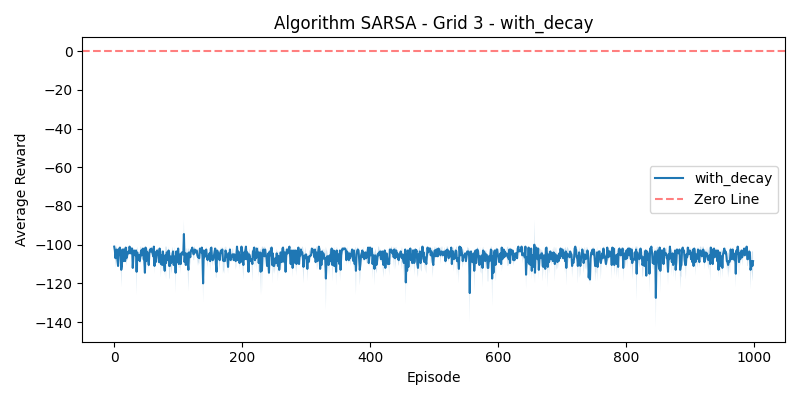 Algorithm SARSA - Grid 3 - with_decay
Average Reward
0
−20
−40
−60
−80
−100
−120
−140
with_decay
Zero Line
0
200
400
600
800
1000
Episode